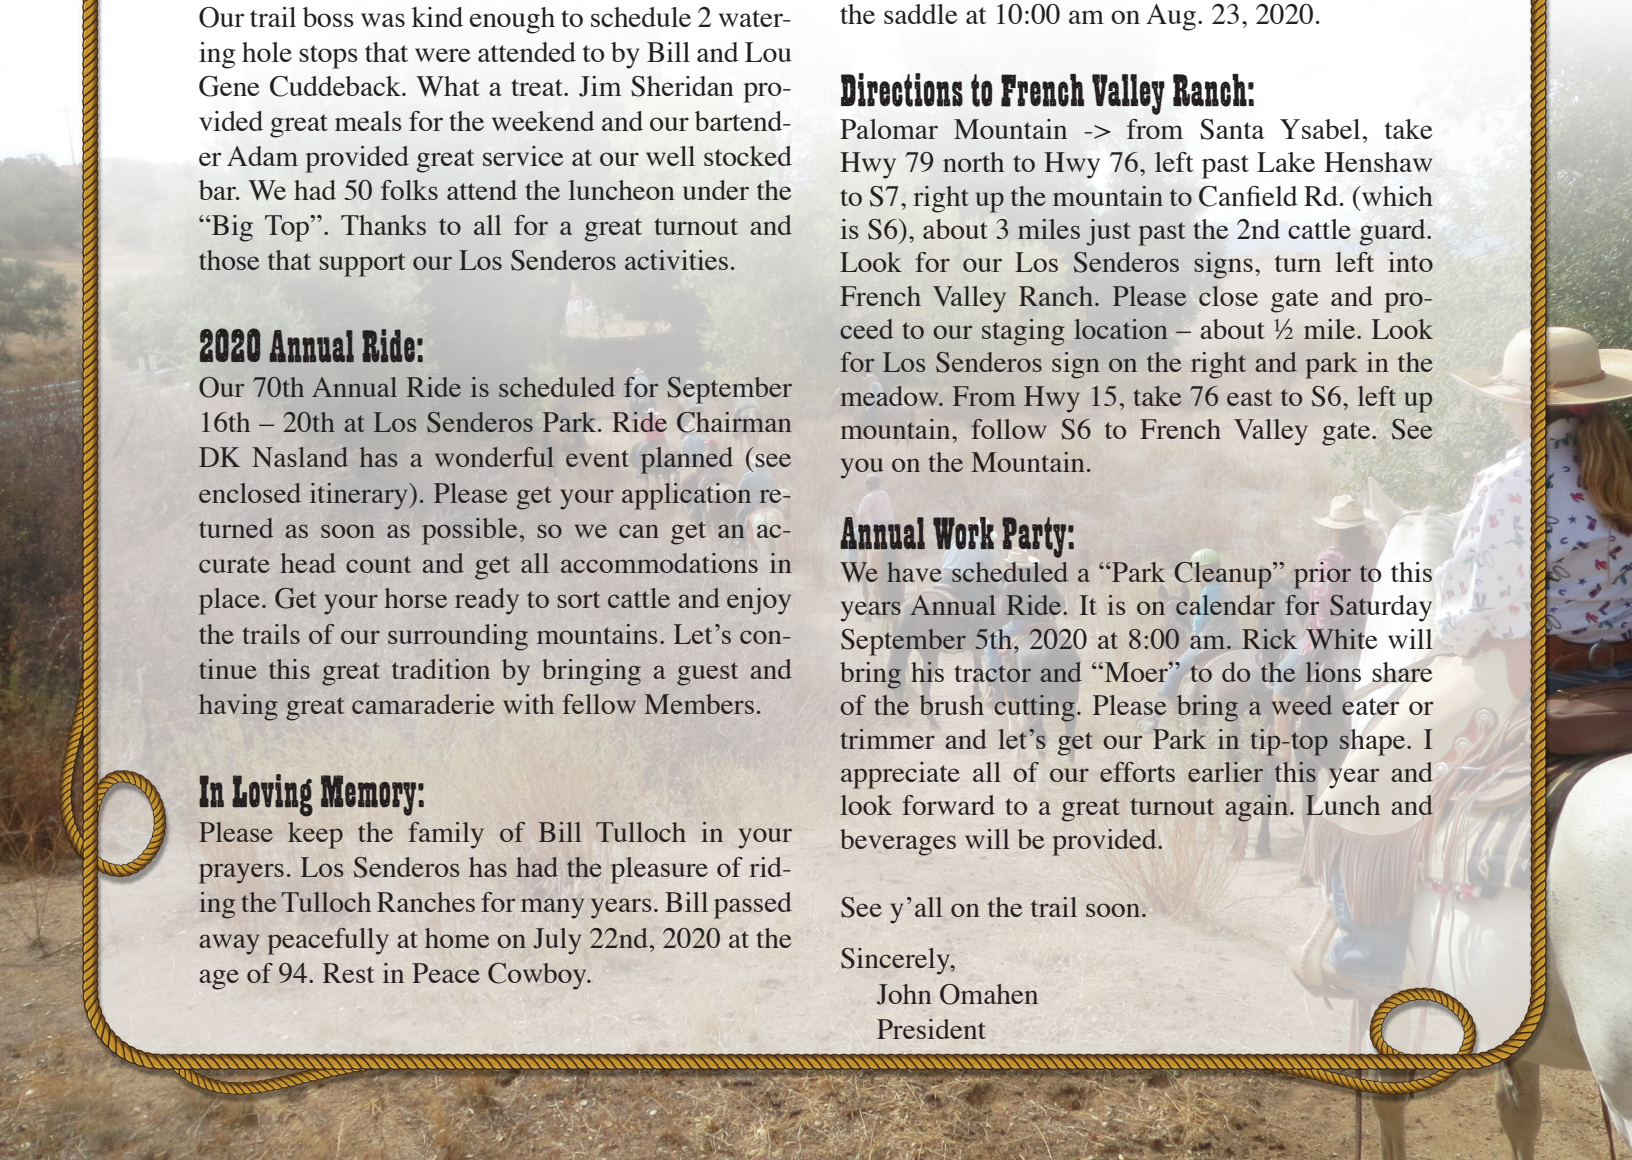 Our trail boss was kind enough to schedule 2 water-
ing hole stops that were attended to by Bill and Lou
Gene Cuddeback. What a treat. Jim Sheridan pro-
vided great meals for the weekend and our bartend-
er Adam provided great service at our well stocked
bar. We had 50 folks attend the luncheon under the
“Big Top”. Thanks to all for a great turnout and
those that support our Los Senderos activities.
2020 Annual Ride:
Our 70th Annual Ride is scheduled for September
16th – 20th at Los Senderos Park. Ride Chairman
DK Nasland has a wonderful event planned (see
enclosed itinerary). Please get your application re-
turned as soon as possible, so we can get an ac-
curate head count and get all accommodations in
place. Get your horse ready to sort cattle and enjoy
the trails of our surrounding mountains. Let’s con-
tinue this great tradition by bringing a guest and
having great camaraderie with fellow Members.
In Loving Memory:
Please keep the family of Bill Tulloch in your
prayers. Los Senderos has had the pleasure of rid-
ing the Tulloch Ranches for many years. Bill passed
away peacefully at home on July 22nd, 2020 at the
age of 94. Rest in Peace Cowboy.
the saddle at 10:00 am on Aug. 23, 2020.
Directions to French Valley Ranch:
Palomar Mountain -> from Santa Ysabel, take
Hwy 79 north to Hwy 76, left past Lake Henshaw
to S7, right up the mountain to Canfield Rd. (which
is S6), about 3 miles just past the 2nd cattle guard.
Look for our Los Senderos signs, turn left into
French Valley Ranch. Please close gate and pro-
ceed to our staging location – about ½ mile. Look
for Los Senderos sign on the right and park in the
meadow. From Hwy 15, take 76 east to S6, left up
mountain, follow S6 to French Valley gate. See
you on the Mountain.
Annual Work Party:
We have scheduled a “Park Cleanup” prior to this
years Annual Ride. It is on calendar for Saturday
September 5th, 2020 at 8:00 am. Rick White will
bring his tractor and “Moer” to do the lions share
of the brush cutting. Please bring a weed eater or
trimmer and let’s get our Park in tip-top shape. I
appreciate all of our efforts earlier this year and
look forward to a great turnout again. Lunch and
beverages will be provided.
See y’all on the trail soon.
Sincerely,
John Omahen
President